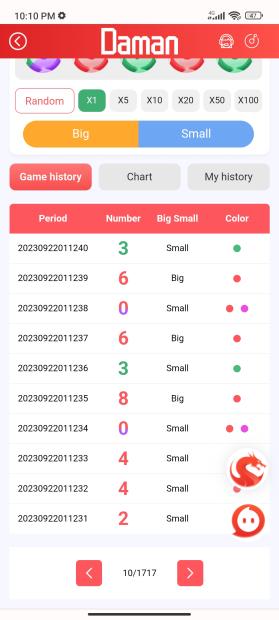 10:10 PM
4G
47
Daman
Random X1 X5 X10 X20 X50 X100
Big Small
Game history Chart My history
Period Number Big Small Color
20230922011240 3 Small
20230922011239 6 Big
20230922011238 0 Small
20230922011237 6 Big
20230922011236 3 Small
20230922011235 8 Big
20230922011234 0 Small
20230922011233 4 Small
20230922011232 4 Small
20230922011231 2 Small
10/1717